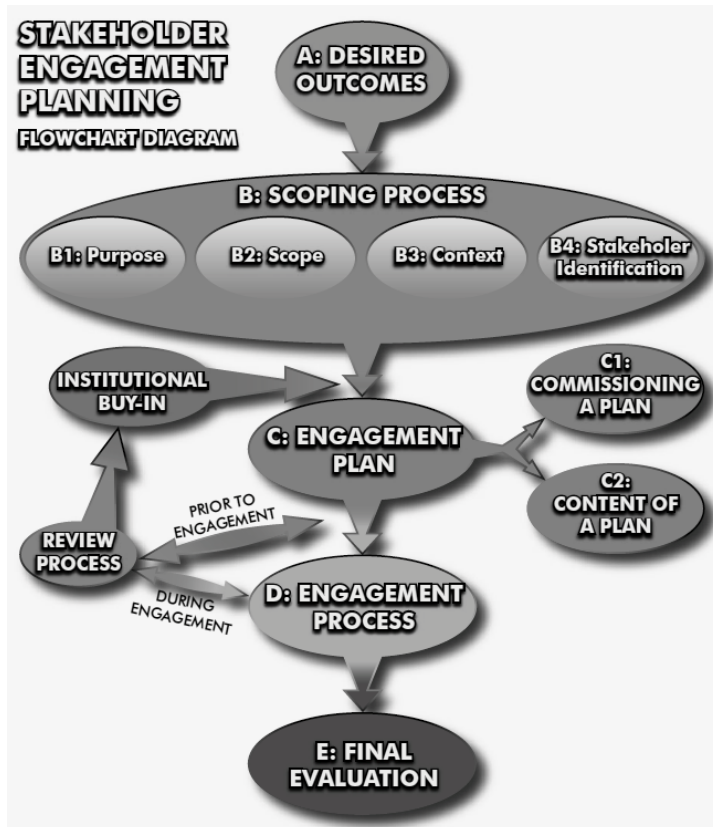 STAKEHOLDER
ENGAGEMENT
PLANNING
FLOWCHART DIAGRAM
A: DESIRED
OUTCOMES
B: SCOPING PROCESS
B1: Purpose
B2: Scope
B3: Context
B4: Stakeholer
Identification
INSTITUTIONAL
BUY-IN
C1:
COMMISSIONING
A PLAN
C: ENGAGEMENT
PLAN
C2:
CONTENT OF
A PLAN
PRIOR TO
ENGAGEMENT
REVIEW
PROCESS
DURING
ENGAGEMENT
D: ENGAGEMENT
PROCESS
E: FINAL
EVALUATION